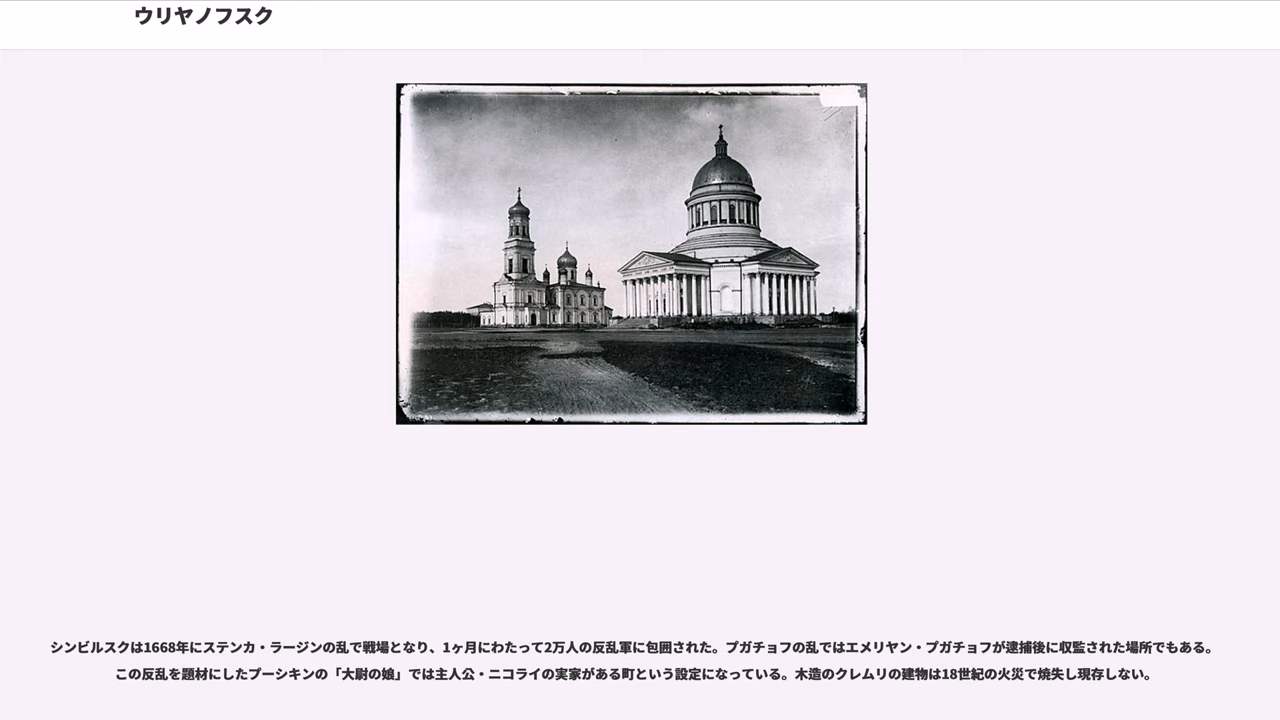 ウリヤノフスク
シンビルスクは1668年にステンカ・ラージンの乱で戦場となり、1ヶ月にわたって2万人の反乱軍に包囲された。プガチョフの乱ではエメリヤン・プガチョフが逮捕後に収監された場所でもある。
この反乱を題材にしたプーシキンの「大尉の娘」では主人公・ニコライの実家がある町という設定になっている。木造のクレムリの建物は18世紀の火災で焼失し現存しない。